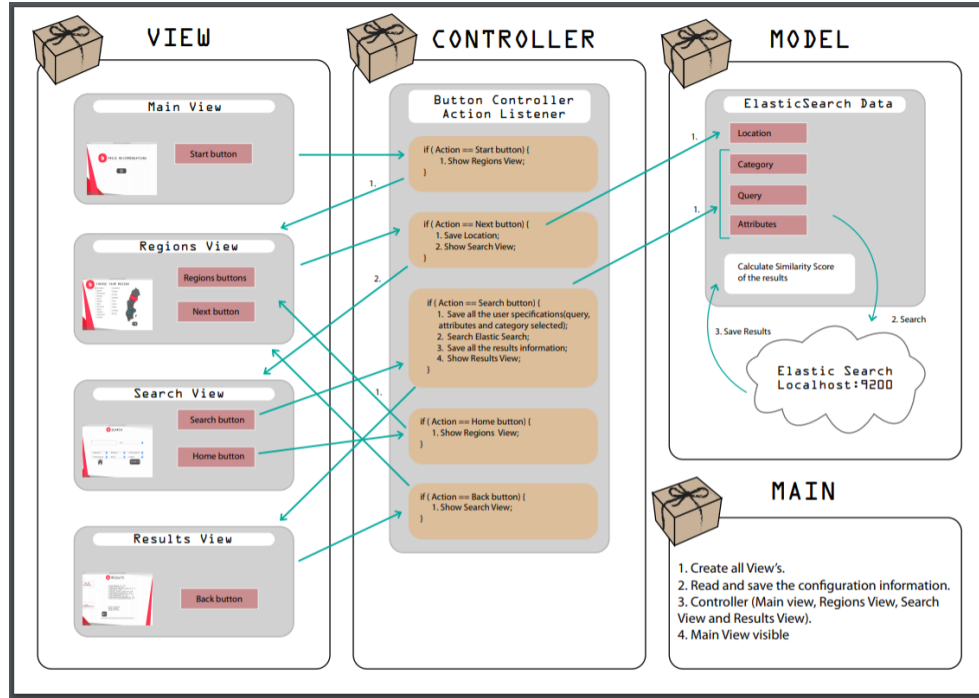 VIEW
Main View
Start button
Regions View
CHOOSE YOUR REGION
Regions buttons
Next button
Search View
SEARCH
Search button
Home button
Results View
RESULTS
Back button
CONTROLLER
Button Controller
Action Listener
if ( Action == Start button) {
1. Show Regions View;
}
if ( Action == Next button) {
1. Save Location;
2. Show Search View;
}
if ( Action == Search button) {
1. Save all the user specifications(query,
attributes and category selected);
2. Search Elastic Search;
3. Save all the results information;
4. Show Results View;
}
if ( Action == Home button) {
1. Show Regions View;
}
if ( Action == Back button) {
1. Show Search View;
}
1.
2.
1.
MODEL
ElasticSearch Data
1.
Location
Category
1.
Query
Attributes
Calculate Similarity Score
of the results
2. Search
3. Save Results
Elastic Search
Localhost:9200
MAIN
1. Create all View's.
2. Read and save the configuration information.
3. Controller (Main view, Regions View, Search
View and Results View).
4. Main View visible